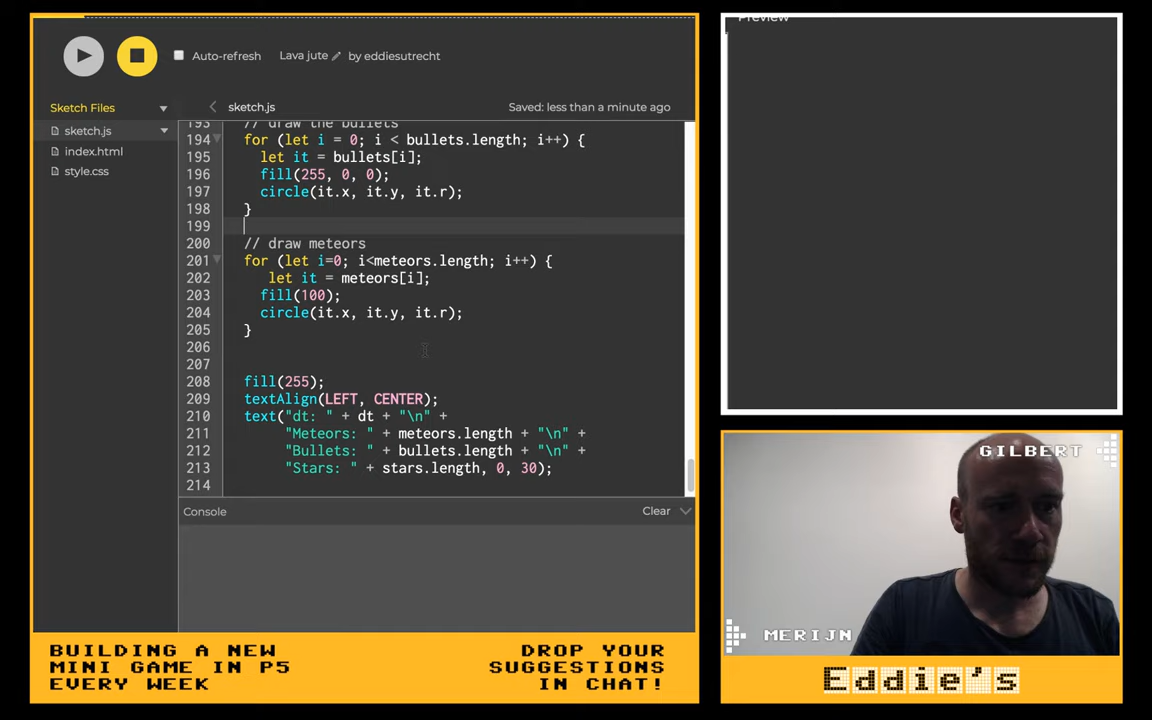 Preview
Auto-refresh
Lava jute
by eddiesutrecht
Sketch Files
sketch.js
index.html
style.css
sketch.js
Saved: less than a minute ago
193 // draw the bullets
194 for (let i = 0; i < bullets.length; i++) {
195 let it = bullets[i];
196 fill(255, 0, 0);
197 circle(it.x, it.y, it.r);
198 }
199
200 // draw meteors
201 for (let i=0; i<meteors.length; i++) {
202 let it = meteors[i];
203 fill(100);
204 circle(it.x, it.y, it.r);
205 }
206
207
208 fill(255);
209 textAlign(LEFT, CENTER);
210 text("dt: " + dt + "\n" +
211 "Meteors: " + meteors.length + "\n" +
212 "Bullets: " + bullets.length + "\n" +
213 "Stars: " + stars.length, 0, 30);
214
Console
Clear
GILBERT
MERIJN
BUILDING A NEW
MINI GAME IN P5
EVERY WEEK
DROP YOUR
SUGGESTIONS
IN CHAT!
Eddie's